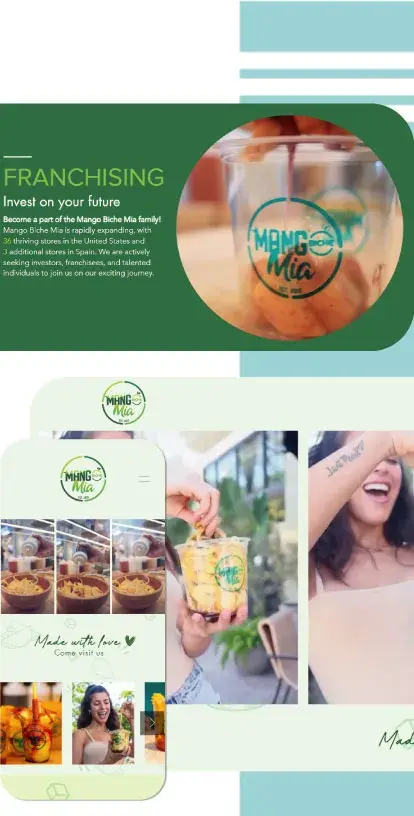 FRANCHISING
Invest on your future
Become a part of the Mango Biche Mia family!
Mango Biche Mia is rapidly expanding, with
36 thriving stores in the United States and
3 additional stores in Spain. We are actively
seeking investors, franchisees, and talented
individuals to join us on our exciting journey.
MANGO
BICHE
Mia
MANGO
Mia
MANGO
Mia
MANGO
Mia
Made with love
Come visit us
Mad